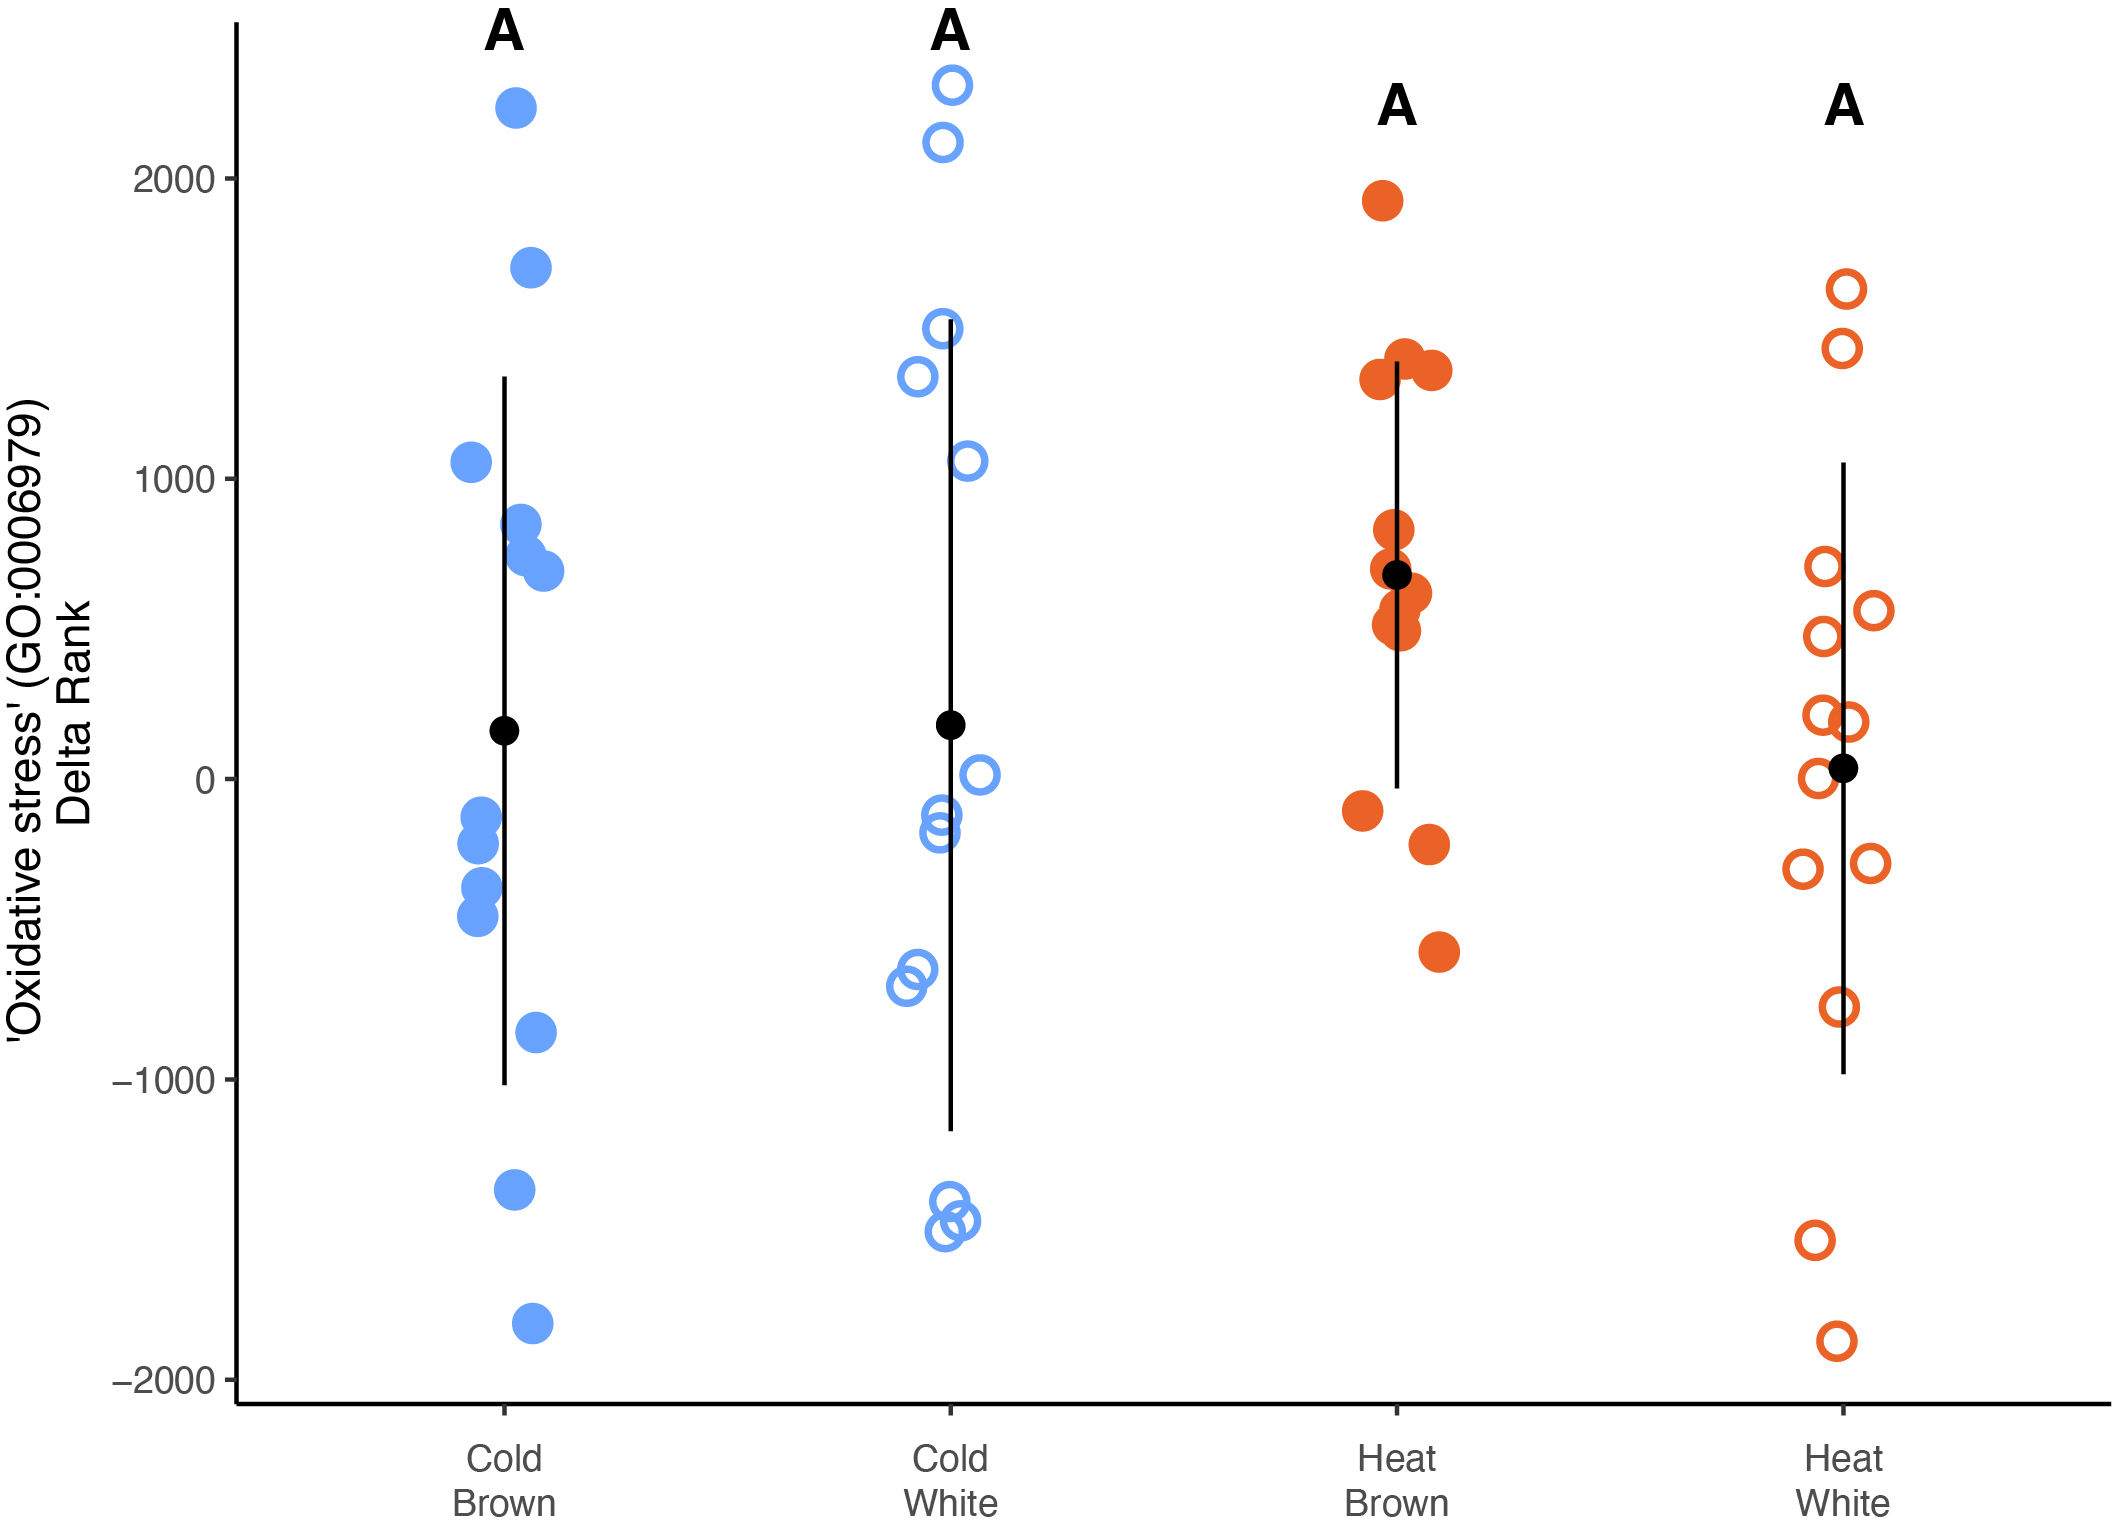 A A A A
'Oxidative stress' (GO:0006979)
Delta Rank
2000
1000
0
−1000
−2000
Cold Brown
Cold White
Heat Brown
Heat White